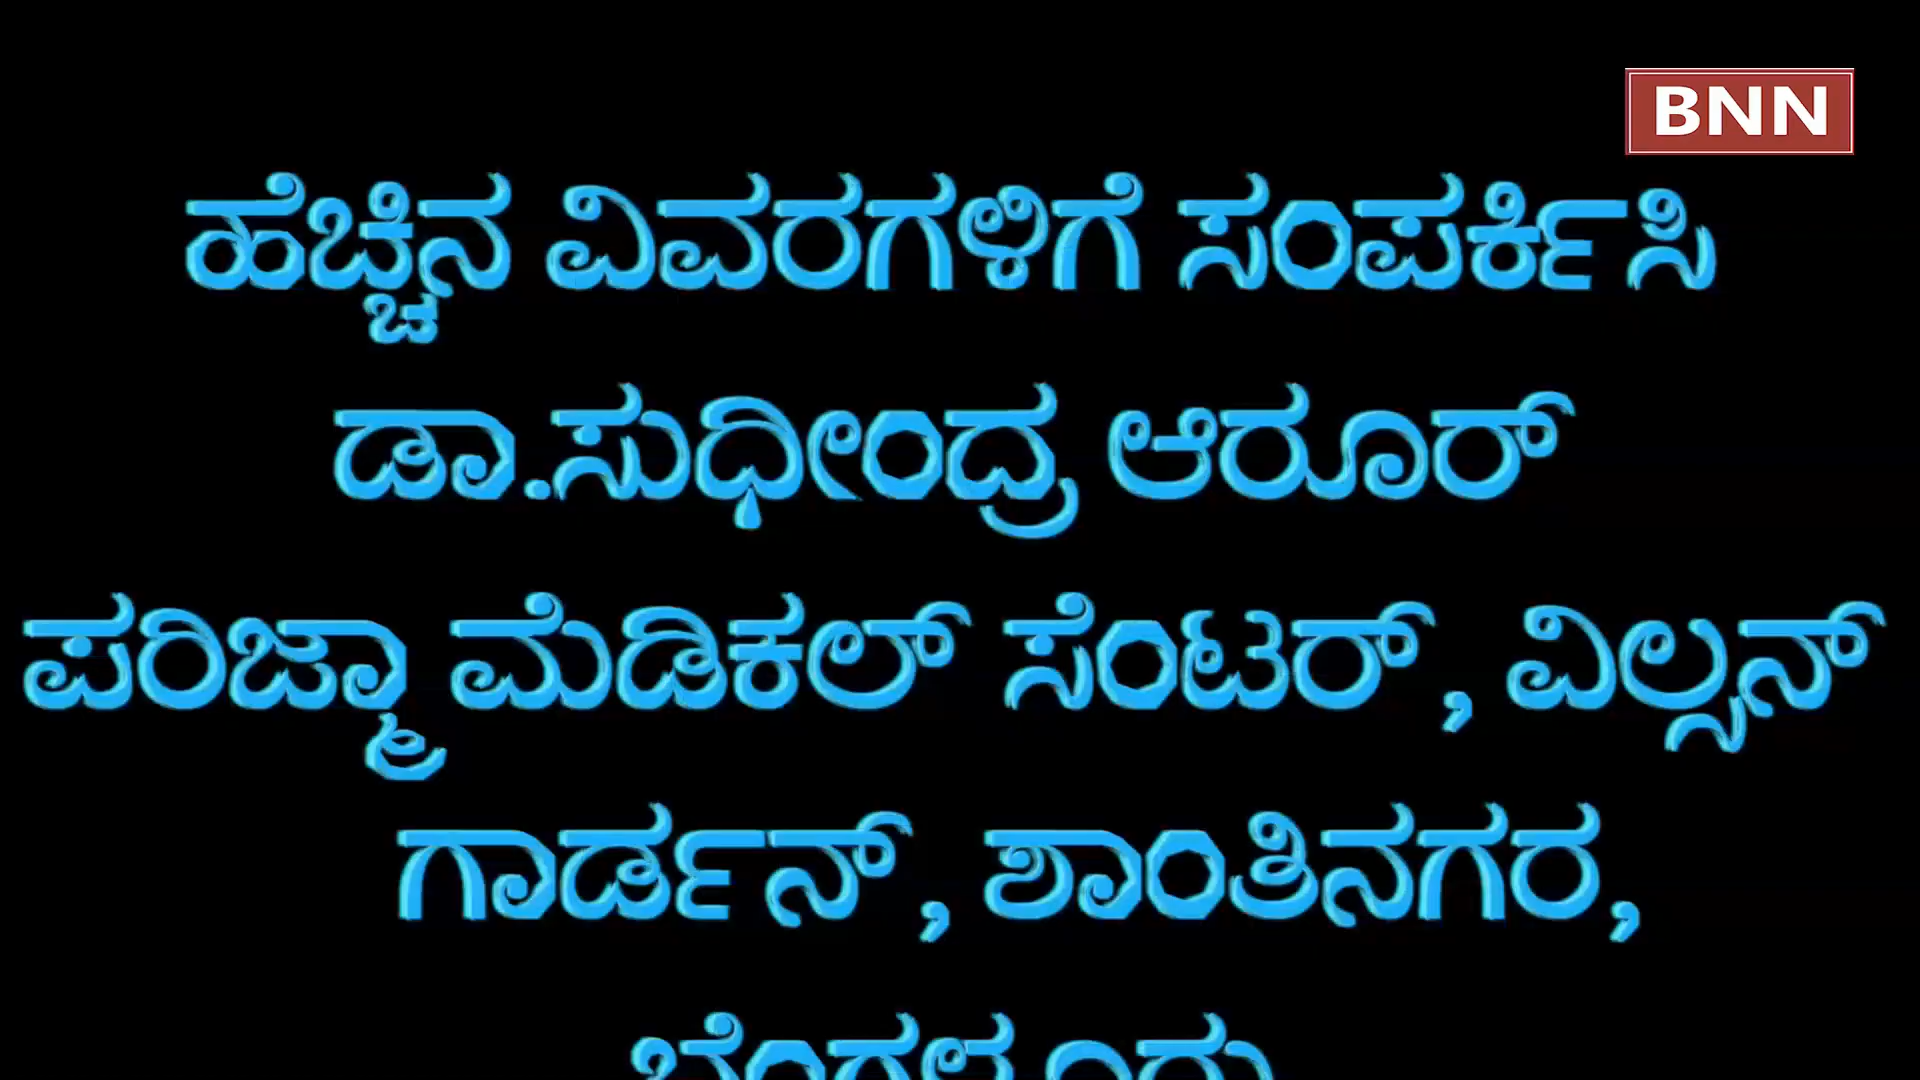 BNN
ಹೆಚ್ಚಿನ ವಿವರಗಳಿಗೆ ಸಂಪರ್ಕಿಸಿ
ಡಾ.ಸುಧೀಂದ್ರ ಆರೂರ್
ಪರಿಜ್ಮಾ ಮೆಡಿಕಲ್ ಸೆಂಟರ್, ವಿಲ್ಸನ್
ಗಾರ್ಡನ್, ಶಾಂತಿನಗರ,